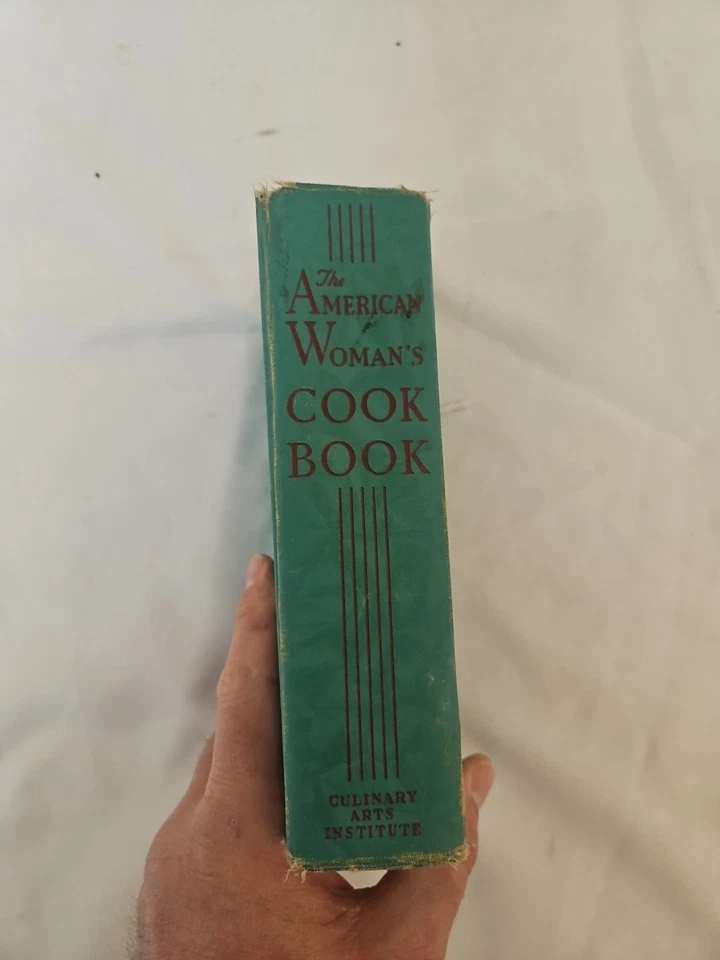 The
AMERICAN
WOMAN'S
COOK
BOOK
CULINARY
ARTS
INSTITUTE